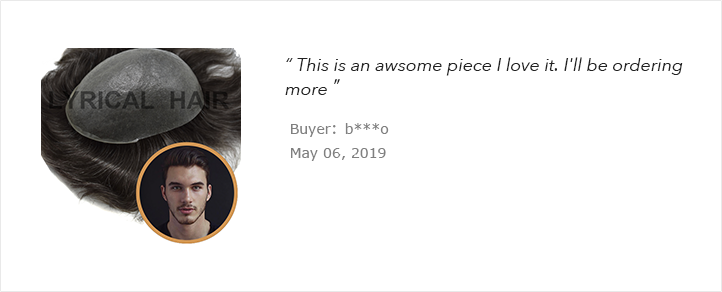 LYRICAL HAIR
“ This is an awsome piece I love it. I'll be ordering
more ”
Buyer: b***o
May 06, 2019